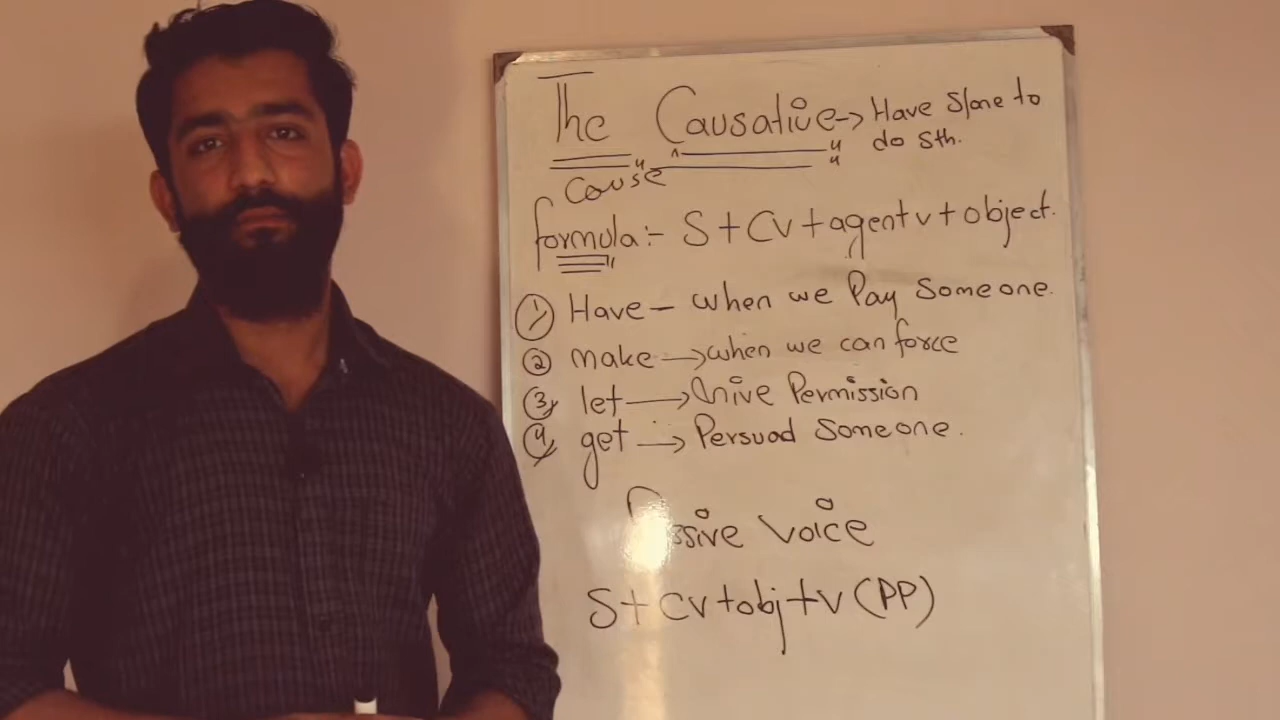 The Causative -> Have S/one to
do Sth.
Cause
formula:- S + CV + agent v + object.
① Have – when we Pay Someone.
② make → when we can force
③ let → Give Permission
④ get → Persuad Someone.
Passive Voice
S + CV + obj + v (PP)